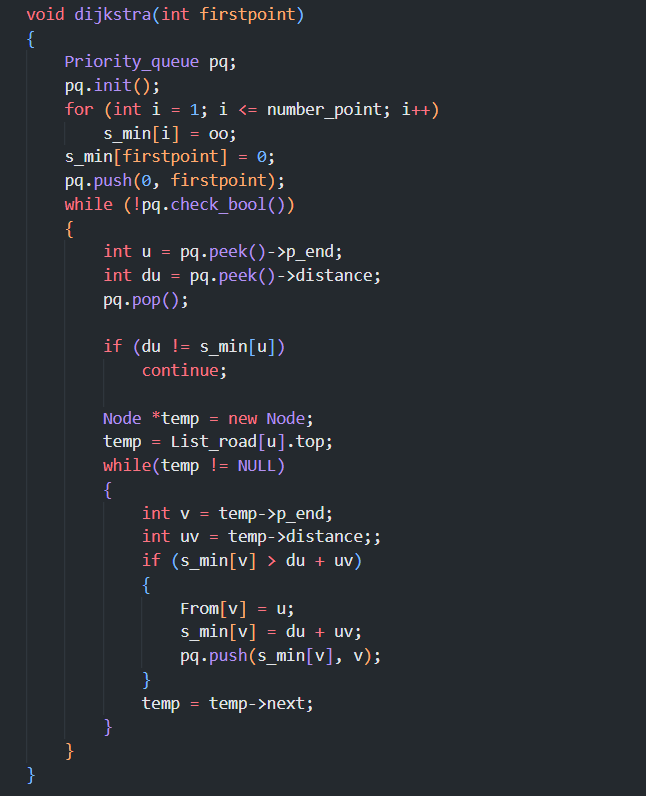 void dijkstra(int firstpoint)
{
    Priority_queue pq;
    pq.init();
    for (int i = 1; i <= number_point; i++)
        s_min[i] = oo;
    s_min[firstpoint] = 0;
    pq.push(0, firstpoint);
    while (!pq.check_bool())
    {
        int u = pq.peek()->p_end;
        int du = pq.peek()->distance;
        pq.pop();

        if (du != s_min[u])
            continue;

        Node *temp = new Node;
        temp = List_road[u].top;
        while(temp != NULL)
        {
            int v = temp->p_end;
            int uv = temp->distance;;
            if (s_min[v] > du + uv)
            {
                From[v] = u;
                s_min[v] = du + uv;
                pq.push(s_min[v], v);
            }
            temp = temp->next;
        }
    }
}